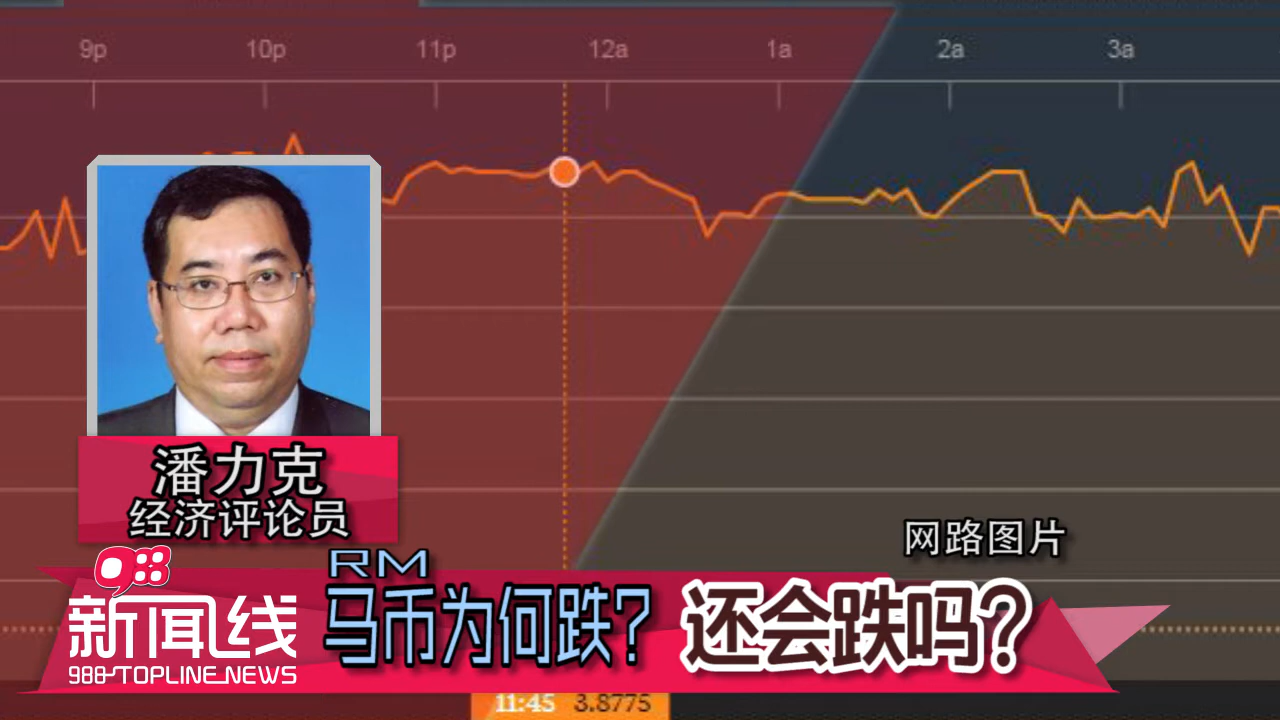 9p 10p 11p 12a 1a 2a 3a
潘力克
经济评论员
网路图片
988
新闻线
988 TOPLINE NEWS
RM
马币为何跌? 还会跌吗?
11:45 3.8775